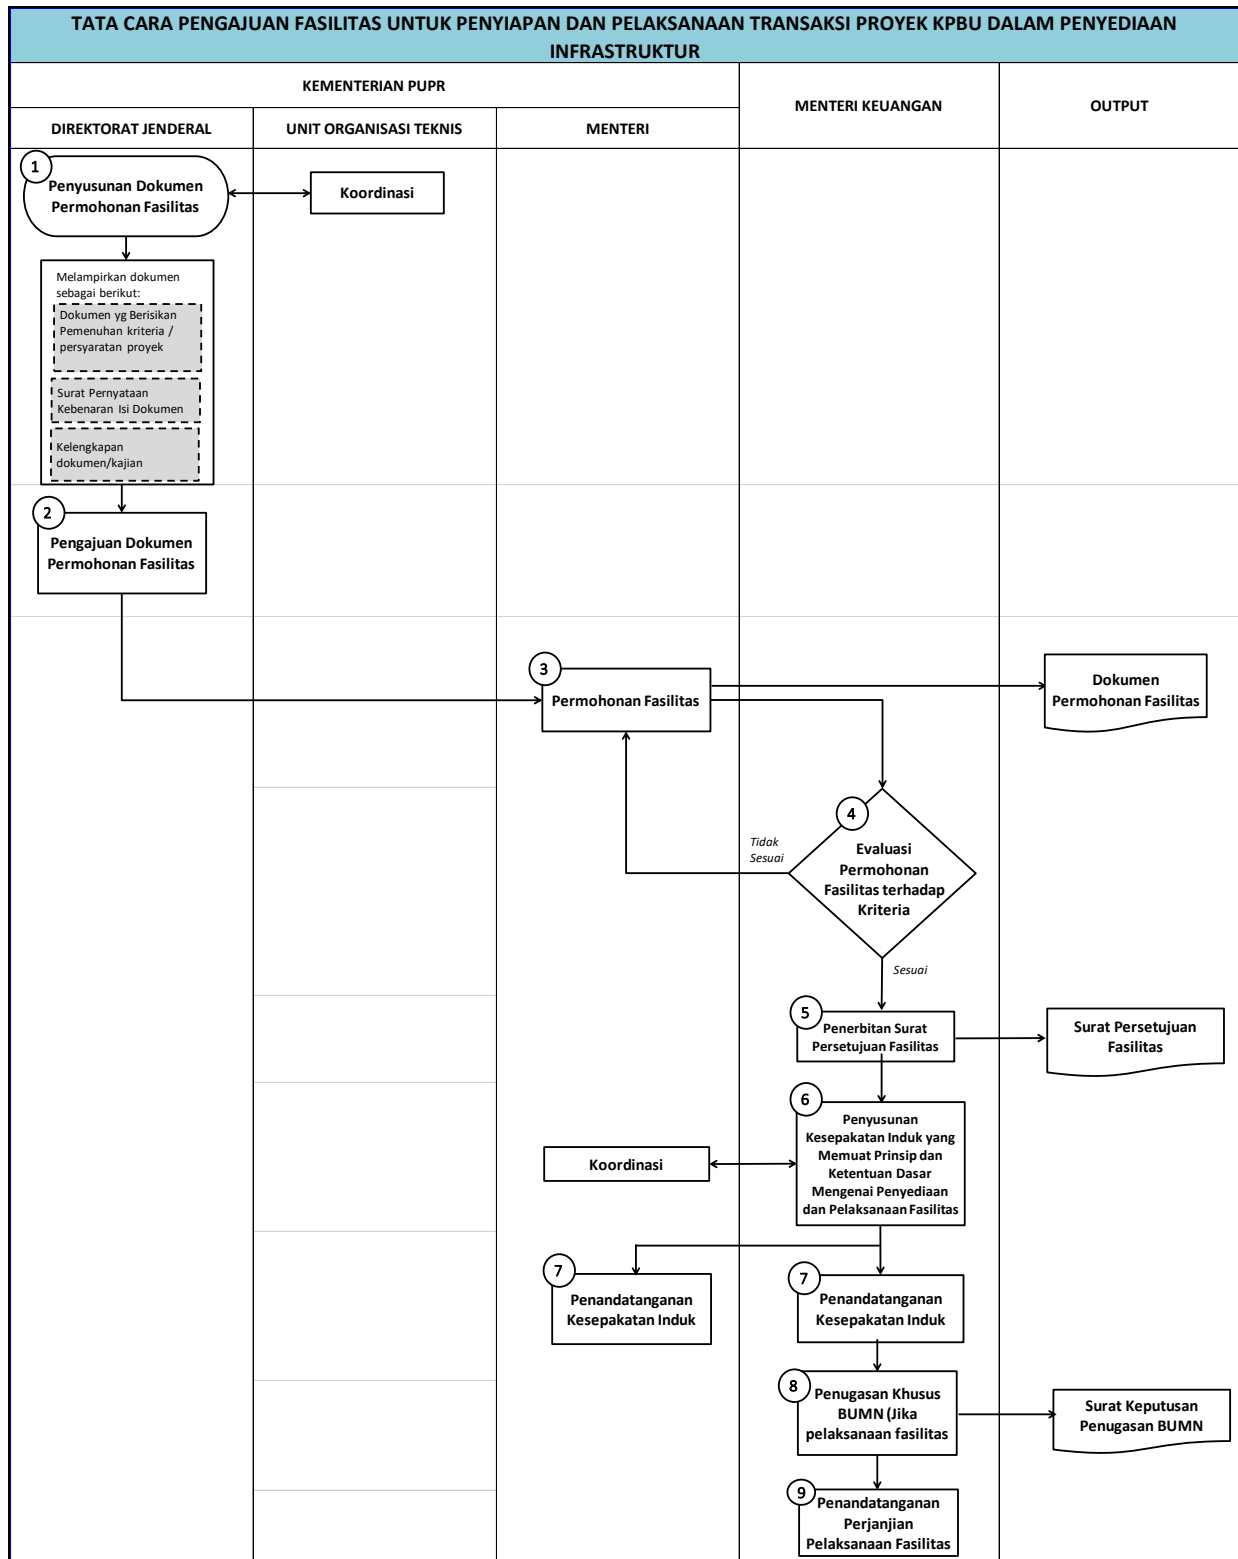 TATA CARA PENGAJUAN FASILITAS UNTUK PENYIAPAN DAN PELAKSANAAN TRANSAKSI PROYEK KPBU DALAM PENYEDIAAN
INFRASTRUKTUR
KEMENTERIAN PUPR
MENTERI KEUANGAN
OUTPUT
DIREKTORAT JENDERAL
UNIT ORGANISASI TEKNIS
MENTERI
1
Penyusunan Dokumen
Permohonan Fasilitas
Koordinasi
Melampirkan dokumen
sebagai berikut:
Dokumen yg Berisikan
Pemenuhan kriteria /
persyaratan proyek
Surat Pernyataan
Kebenaran Isi Dokumen
Kelengkapan
dokumen/kajian
2
Pengajuan Dokumen
Permohonan Fasilitas
3
Permohonan Fasilitas
Dokumen
Permohonan Fasilitas
4
Evaluasi
Permohonan
Fasilitas terhadap
Kriteria
Tidak
Sesuai
Sesuai
5
Penerbitan Surat
Persetujuan Fasilitas
Surat Persetujuan
Fasilitas
6
Penyusunan
Kesepakatan Induk yang
Memuat Prinsip dan
Ketentuan Dasar
Mengenai Penyediaan
dan Pelaksanaan Fasilitas
Koordinasi
7
Penandatanganan
Kesepakatan Induk
7
Penandatanganan
Kesepakatan Induk
8
Penugasan Khusus
BUMN (Jika
pelaksanaan fasilitas
Surat Keputusan
Penugasan BUMN
9
Penandatanganan
Perjanjian
Pelaksanaan Fasilitas